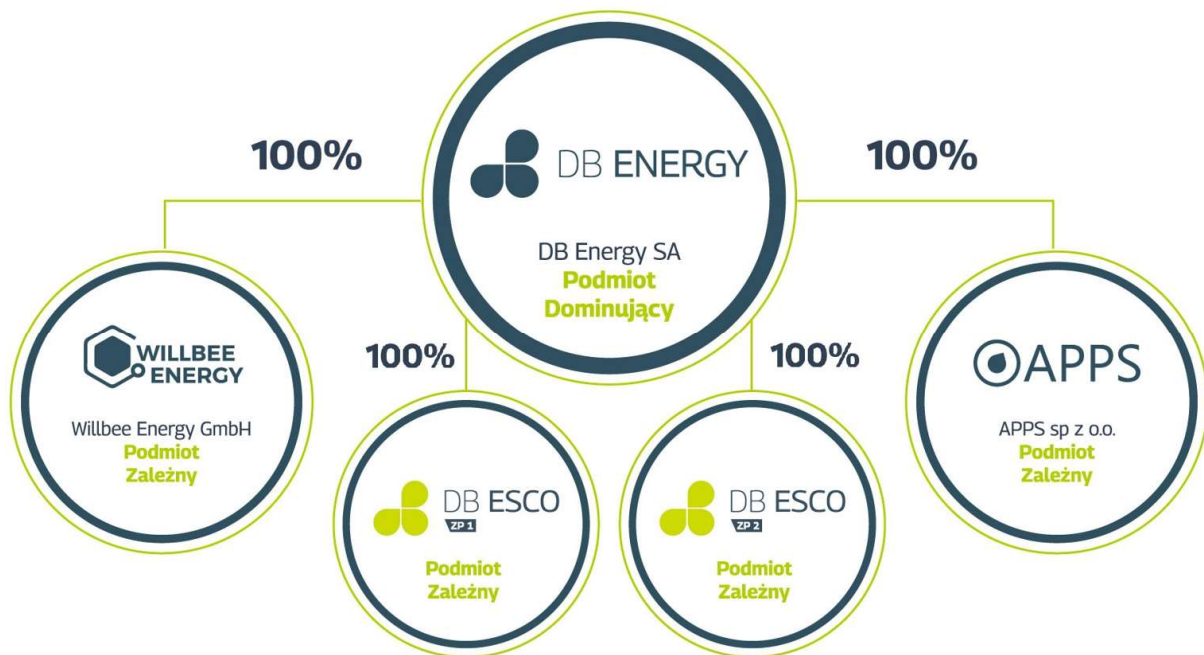 100%
100%
DB ENERGY
DB Energy SA
Podmiot
Dominujący
100%
100%
WILLBEE
ENERGY
Willbee Energy GmbH
Podmiot
Zależny
DB ESCO
ZP 1
Podmiot
Zależny
DB ESCO
ZP 2
Podmiot
Zależny
APPS
APPS sp z o.o.
Podmiot
Zależny